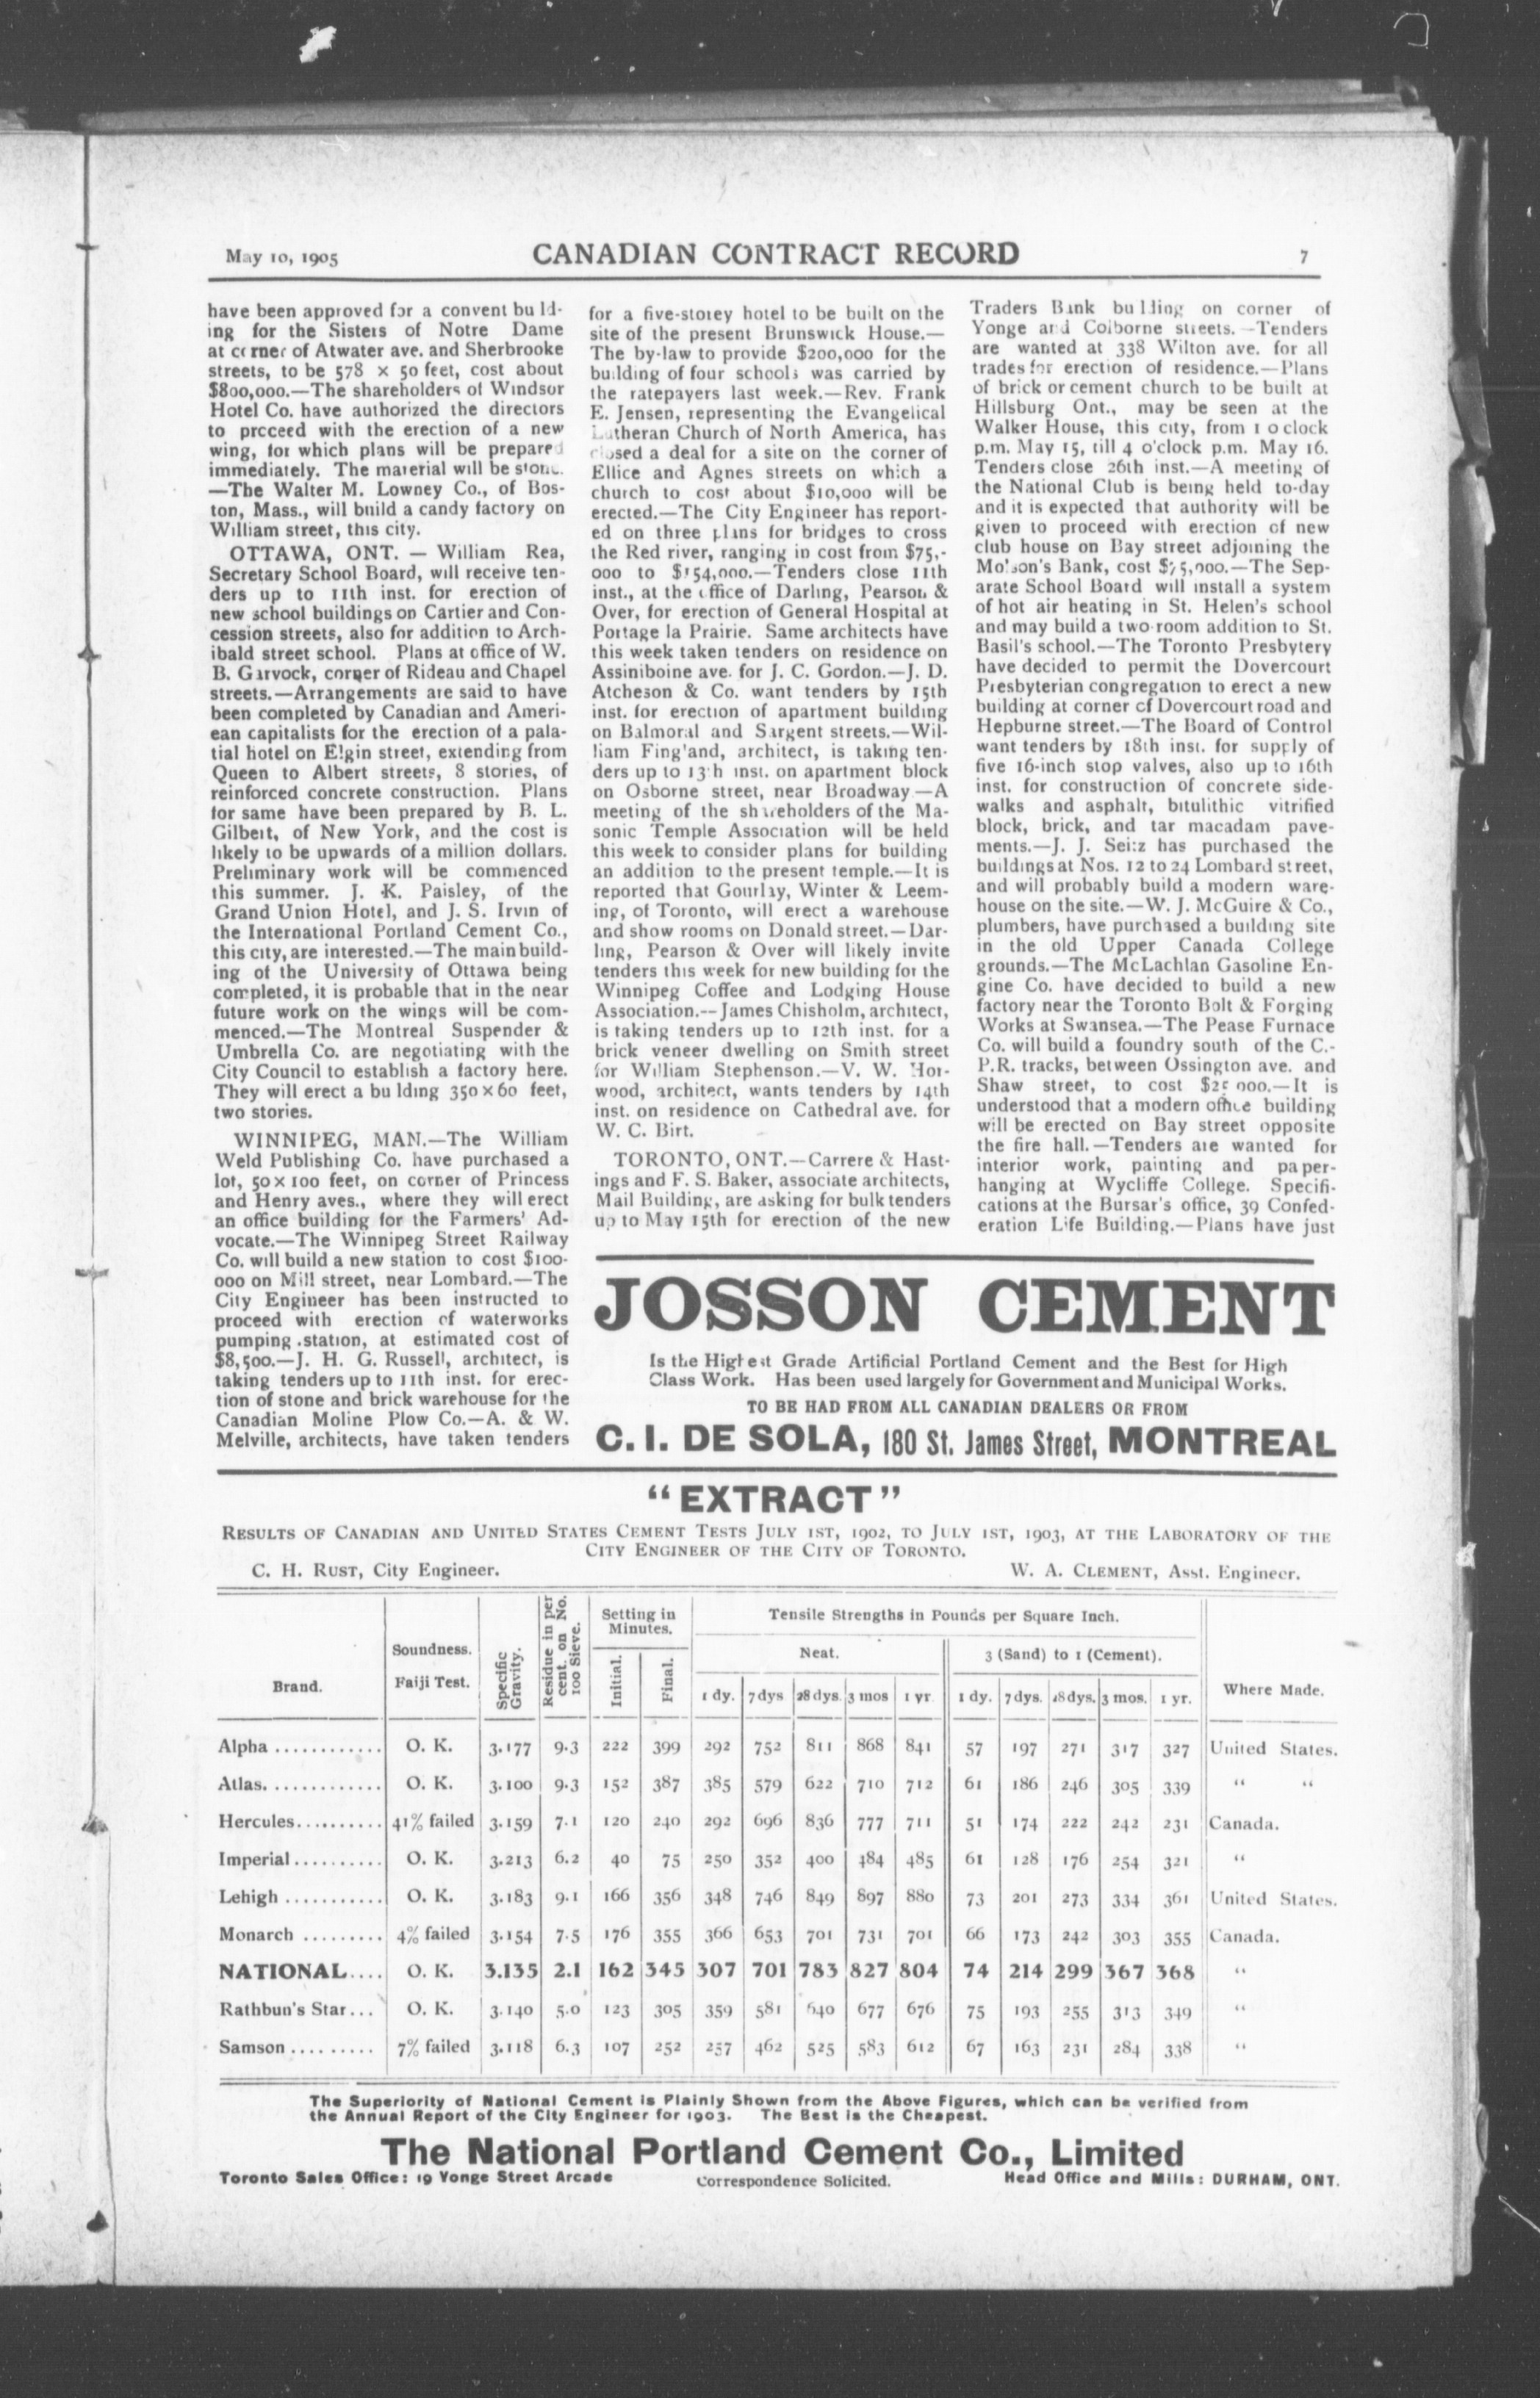 May 10, 1905
CANADIAN CONTRACT RECORD
7
have been approved for a convent bu ld-
ing for the Sisters of Notre Dame
at corner of Atwater ave. and Sherbrooke
streets, to be 578 × 50 feet, cost about
$800,000.—The shareholders of Windsor
Hotel Co. have authorized the directors
to proceed with the erection of a new
wing, for which plans will be prepared
immediately. The material will be stone.
—The Walter M. Lowney Co., of Bos-
ton, Mass., will build a candy factory on
William street, this city.
OTTAWA, ONT. — William Rea,
Secretary School Board, will receive ten-
ders up to 11th inst. for erection of
new school buildings on Cartier and Con-
cession streets, also for addition to Arch-
ibald street school. Plans at office of W.
B. Garvock, corner of Rideau and Chapel
streets.—Arrangements are said to have
been completed by Canadian and Ameri-
ean capitalists for the erection of a pala-
tial hotel on Elgin street, extending from
Queen to Albert streets, 8 stories, of
reinforced concrete construction. Plans
for same have been prepared by B. L.
Gilbert, of New York, and the cost is
likely to be upwards of a million dollars.
Preliminary work will be commenced
this summer. J. K. Paisley, of the
Grand Union Hotel, and J. S. Irvin of
the International Portland Cement Co.,
this city, are interested.—The main build-
ing of the University of Ottawa being
completed, it is probable that in the near
future work on the wings will be com-
menced.—The Montreal Suspender &
Umbrella Co. are negotiating with the
City Council to establish a factory here.
They will erect a bu lding 350 × 60 feet,
two stories.
WINNIPEG, MAN.—The William
Weld Publishing Co. have purchased a
lot, 50 × 100 feet, on corner of Princess
and Henry aves., where they will erect
an office building for the Farmers' Ad-
vocate.—The Winnipeg Street Railway
Co. will build a new station to cost $100-
000 on Mill street, near Lombard.—The
City Engineer has been instructed to
proceed with erection of waterworks
pumping station, at estimated cost of
$8,500.—J. H. G. Russell, architect, is
taking tenders up to 11th inst. for erec-
tion of stone and brick warehouse for the
Canadian Moline Plow Co.—A. & W.
Melville, architects, have taken tenders
for a five-storey hotel to be built on the
site of the present Brunswick House.—
The by-law to provide $200,000 for the
building of four schools was carried by
the ratepayers last week.—Rev. Frank
E. Jensen, representing the Evangelical
Lutheran Church of North America, has
closed a deal for a site on the corner of
Ellice and Agnes streets on which a
church to cost about $10,000 will be
erected.—The City Engineer has report-
ed on three plans for bridges to cross
the Red river, ranging in cost from $75,-
000 to $154,000.—Tenders close 11th
inst., at the office of Darling, Pearson &
Over, for erection of General Hospital at
Portage la Prairie. Same architects have
this week taken tenders on residence on
Assiniboine ave. for J. C. Gordon.—J. D.
Atcheson & Co. want tenders by 15th
inst. for erection of apartment building
on Balmoral and Sargent streets.—Wil-
liam Fing'and, architect, is taking ten-
ders up to 13th inst. on apartment block
on Osborne street, near Broadway.—A
meeting of the shareholders of the Ma-
sonic Temple Association will be held
this week to consider plans for building
an addition to the present temple.—It is
reported that Gourlay, Winter & Leem-
ing, of Toronto, will erect a warehouse
and show rooms on Donald street.—Dar-
ling, Pearson & Over will likely invite
tenders this week for new building for the
Winnipeg Coffee and Lodging House
Association.--James Chisholm, architect,
is taking tenders up to 12th inst. for a
brick veneer dwelling on Smith street
for William Stephenson.—V. W. Hor-
wood, architect, wants tenders by 14th
inst. on residence on Cathedral ave. for
W. C. Birt.
TORONTO, ONT.—Carrere & Hast-
ings and F. S. Baker, associate architects,
Mail Building, are asking for bulk tenders
up to May 15th for erection of the new
Traders Bank bu lding on corner of
Yonge and Colborne streets.—Tenders
are wanted at 338 Wilton ave. for all
trades for erection of residence.—Plans
of brick or cement church to be built at
Hillsburg Ont., may be seen at the
Walker House, this city, from 1 o clock
p.m. May 15, till 4 o'clock p.m. May 16.
Tenders close 26th inst.—A meeting of
the National Club is being held to-day
and it is expected that authority will be
given to proceed with erection of new
club house on Bay street adjoining the
Molson's Bank, cost $75,000.—The Sep-
arate School Board will install a system
of hot air heating in St. Helen's school
and may build a two-room addition to St.
Basil's school.—The Toronto Presbytery
have decided to permit the Dovercourt
Presbyterian congregation to erect a new
building at corner of Dovercourt road and
Hepburne street.—The Board of Control
want tenders by 18th inst. for supply of
five 16-inch stop valves, also up to 16th
inst. for construction of concrete side-
walks and asphalt, bitulithic vitrified
block, brick, and tar macadam pave-
ments.—J. J. Seitz has purchased the
buildings at Nos. 12 to 24 Lombard street,
and will probably build a modern ware-
house on the site.—W. J. McGuire & Co.,
plumbers, have purchased a building site
in the old Upper Canada College
grounds.—The McLachlan Gasoline En-
gine Co. have decided to build a new
factory near the Toronto Bolt & Forging
Works at Swansea.—The Pease Furnace
Co. will build a foundry south of the C.-
P.R. tracks, between Ossington ave. and
Shaw street, to cost $25 000.—It is
understood that a modern office building
will be erected on Bay street opposite
the fire hall.—Tenders are wanted for
interior work, painting and paper-
hanging at Wycliffe College. Specifi-
cations at the Bursar's office, 39 Confed-
eration Life Building.—Plans have just
JOSSON CEMENT
Is the Highest Grade Artificial Portland Cement and the Best for High
Class Work. Has been used largely for Government and Municipal Works.
TO BE HAD FROM ALL CANADIAN DEALERS OR FROM
C. I. DE SOLA, 180 St. James Street, MONTREAL
"EXTRACT"
RESULTS OF CANADIAN AND UNITED STATES CEMENT TESTS JULY 1ST, 1902, TO JULY 1ST, 1903, AT THE LABORATORY OF THE
CITY ENGINEER OF THE CITY OF TORONTO.
C. H. RUST, City Engineer. W. A. CLEMENT, Asst. Engineer.
Brand. Soundness. Faiji Test. Specific Gravity. Residue in per cent. on No. 100 Sieve. Setting in Minutes. Tensile Strengths in Pounds per Square Inch. Where Made.
Initial. Final. Neat. 3 (Sand) to 1 (Cement).
1 dy. 7 dys 28 dys. 3 mos 1 yr 1 dy. 7 dys. 28 dys. 3 mos. 1 yr.
Alpha ............ O. K. 3.177 9.3 222 399 292 752 811 868 841 57 197 271 317 327 United States.
Atlas............. O. K. 3.100 9.3 152 387 385 579 622 710 712 61 186 246 305 339 " "
Hercules.......... 41% failed 3.159 7.1 120 240 292 696 836 777 711 51 174 222 242 231 Canada.
Imperial.......... O. K. 3.213 6.2 40 75 250 352 400 484 485 61 128 176 254 321 "
Lehigh ........... O. K. 3.183 9.1 166 356 348 746 849 897 880 73 201 273 334 361 United States.
Monarch ......... 4% failed 3.154 7.5 176 355 366 653 701 731 701 66 173 242 303 355 Canada.
NATIONAL.... O. K. 3.135 2.1 162 345 307 701 783 827 804 74 214 299 367 368 "
Rathbun's Star... O. K. 3.140 5.0 123 305 359 581 640 677 676 75 193 255 313 349 "
Samson ......... 7% failed 3.118 6.3 107 252 257 462 525 583 612 67 163 231 284 338 "
The Superiority of National Cement is Plainly Shown from the Above Figures, which can be verified from
the Annual Report of the City Engineer for 1903. The Best is the Cheapest.
The National Portland Cement Co., Limited
Toronto Sales Office: 19 Yonge Street Arcade Correspondence Solicited. Head Office and Mills: DURHAM, ONT.